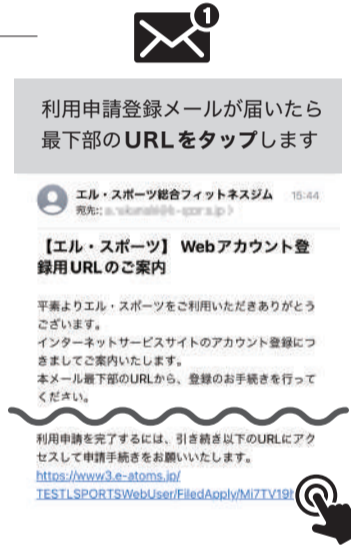 1
利用申請登録メールが届いたら
最下部のURLをタップします
エル・スポーツ総合フィットネスジム 15:44
宛先:
【エル・スポーツ】 Webアカウント登
録用URLのご案内
平素よりエル・スポーツをご利用いただきありがとう
ございます。
インターネットサービスサイトのアカウント登録につ
きましてご案内いたします。
本メール最下部のURLから、登録のお手続きを行って
ください。
利用申請を完了するには、引き続き以下のURLにアク
セスして申請手続きをお願いいたします。
https://www3.e-atoms.jp/
TESTLSPORTSWebUser/FiledApply/Mi7TV19